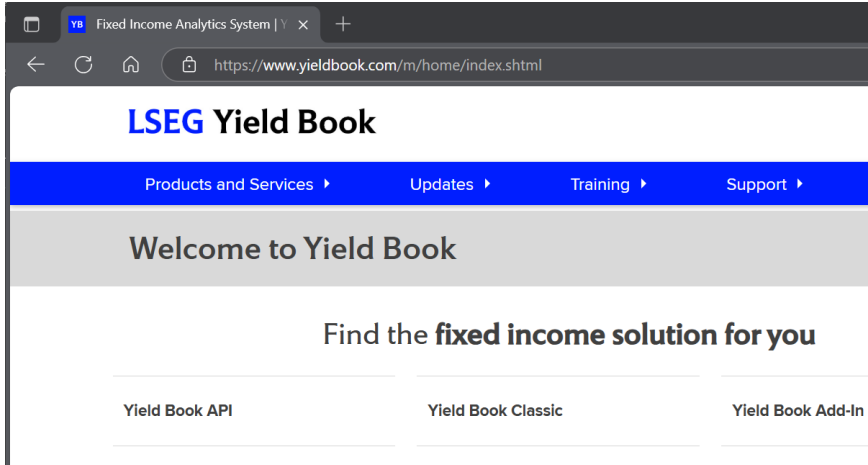 YB Fixed Income Analytics System | Y
https://www.yieldbook.com/m/home/index.shtml
LSEG Yield Book
Products and Services Updates Training Support
Welcome to Yield Book
Find the fixed income solution for you
Yield Book API Yield Book Classic Yield Book Add-In